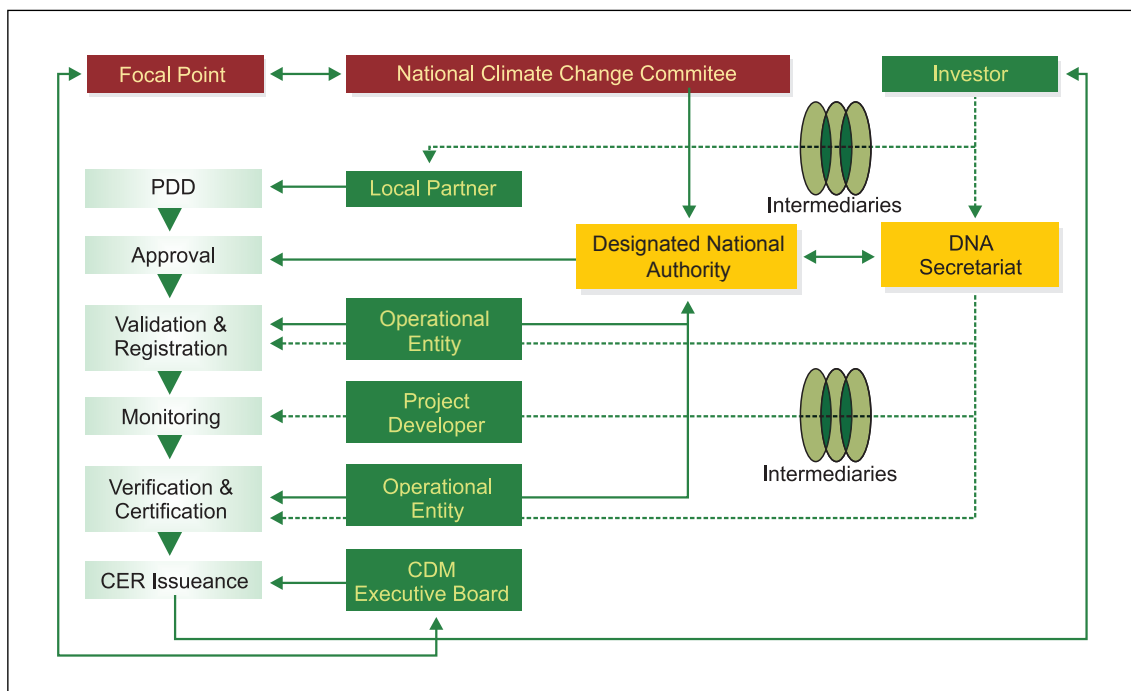 Focal Point
National Climate Change Commitee
Investor
PDD
Local Partner
Intermediaries
Approval
Designated National
Authority
DNA
Secretariat
Validation &
Registration
Operational
Entity
Monitoring
Project
Developer
Intermediaries
Verification &
Certification
Operational
Entity
CER Issueance
CDM
Executive Board